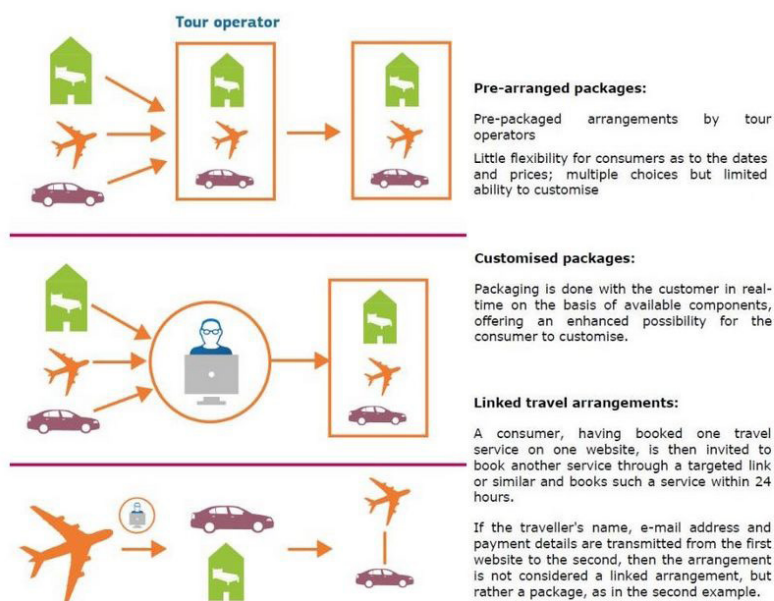 Tour operator
Pre-arranged packages:
Pre-packaged arrangements by tour
operators
Little flexibility for consumers as to the dates
and prices; multiple choices but limited
ability to customise
Customised packages:
Packaging is done with the customer in real-
time on the basis of available components,
offering an enhanced possibility for the
consumer to customise.
Linked travel arrangements:
A consumer, having booked one travel
service on one website, is then invited to
book another service through a targeted link
or similar and books such a service within 24
hours.
If the traveller's name, e-mail address and
payment details are transmitted from the first
website to the second, then the arrangement
is not considered a linked arrangement, but
rather a package, as in the second example.